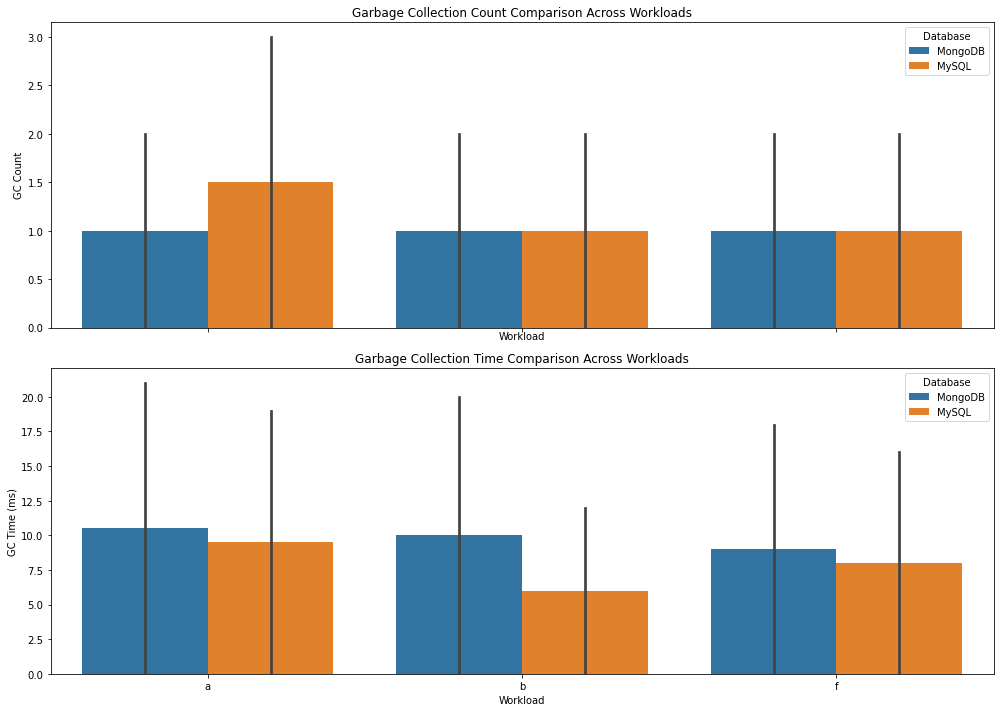 Garbage Collection Count Comparison Across Workloads
Database
MongoDB
MySQL
3.0
2.5
2.0
1.5
1.0
0.5
0.0
GC Count
Workload
Garbage Collection Time Comparison Across Workloads
Database
MongoDB
MySQL
20.0
17.5
15.0
12.5
10.0
7.5
5.0
2.5
0.0
GC Time (ms)
a b f
Workload